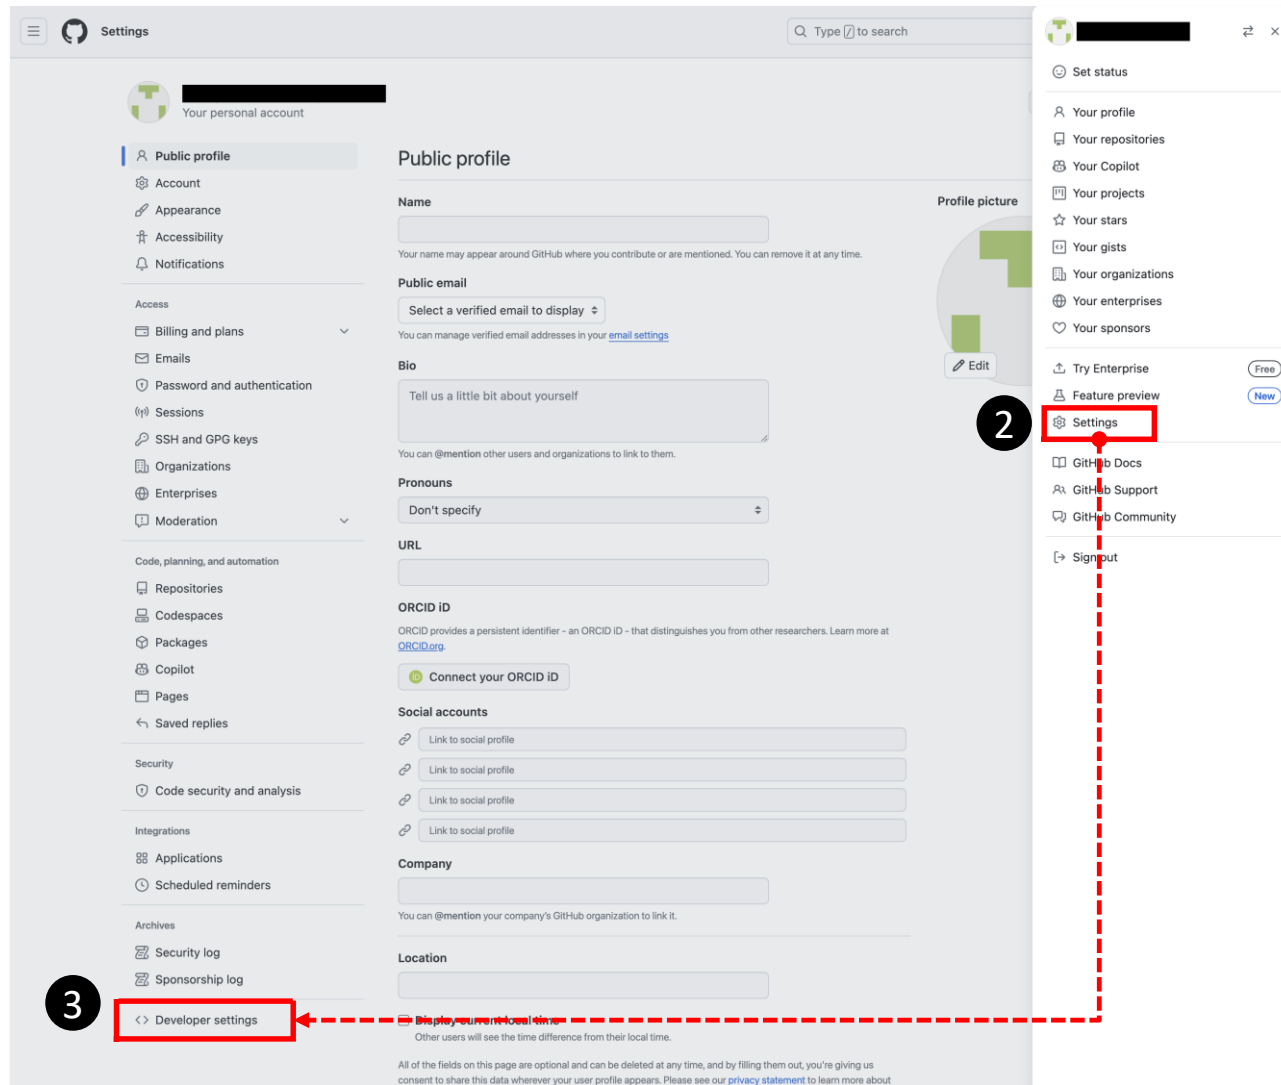 Settings
Type / to search
Your personal account
Public profile
Account
Appearance
Accessibility
Notifications
Access
Billing and plans
Emails
Password and authentication
Sessions
SSH and GPG keys
Organizations
Enterprises
Moderation
Code, planning, and automation
Repositories
Codespaces
Packages
Copilot
Pages
Saved replies
Security
Code security and analysis
Integrations
Applications
Scheduled reminders
Archives
Security log
Sponsorship log
3
Developer settings
Public profile
Name
Your name may appear around GitHub where you contribute or are mentioned. You can remove it at any time.
Public email
Select a verified email to display
You can manage verified email addresses in your email settings
Bio
Tell us a little bit about yourself
You can @mention other users and organizations to link to them.
Pronouns
Don't specify
URL
ORCID iD
ORCID provides a persistent identifier - an ORCID iD - that distinguishes you from other researchers. Learn more at
ORCID.org.
iD Connect your ORCID iD
Social accounts
Link to social profile
Link to social profile
Link to social profile
Link to social profile
Company
You can @mention your company's GitHub organization to link it.
Location
Display current local time
Other users will see the time difference from their local time.
All of the fields on this page are optional and can be deleted at any time, and by filling them out, you're giving us
consent to share this data wherever your user profile appears. Please see our privacy statement to learn more about
Profile picture
Edit
Set status
Your profile
Your repositories
Your Copilot
Your projects
Your stars
Your gists
Your organizations
Your enterprises
Your sponsors
Try Enterprise Free
Feature preview New
2
Settings
GitHub Docs
GitHub Support
GitHub Community
Sign out